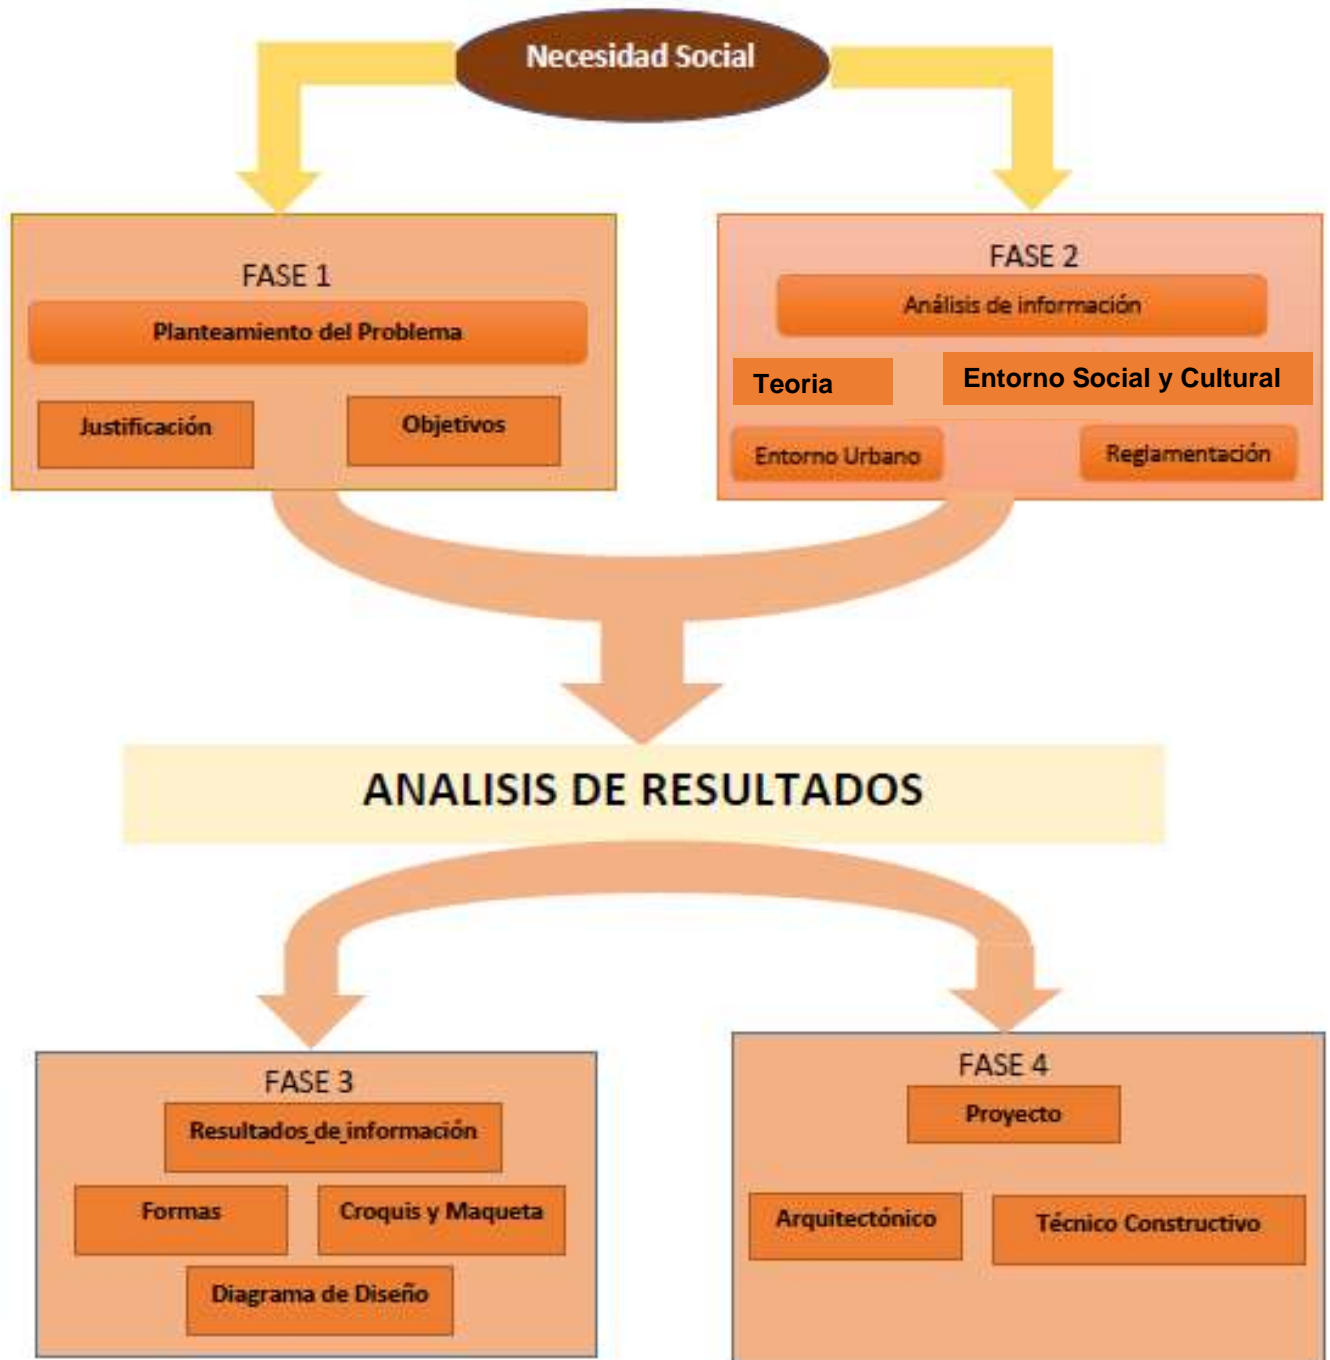 Necesidad Social
FASE 1
Planteamiento del Problema
Justificación
Objetivos
FASE 2
Análisis de información
Teoria
Entorno Social y Cultural
Entorno Urbano
Reglamentación
ANALISIS DE RESULTADOS
FASE 3
Resultados de información
Formas
Croquis y Maqueta
Diagrama de Diseño
FASE 4
Proyecto
Arquitectónico
Técnico Constructivo